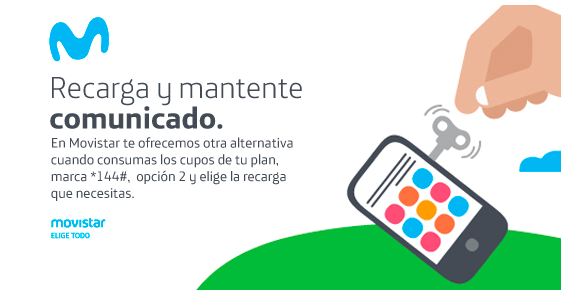 Recarga y mantente
comunicado.
En Movistar te ofrecemos otra alternativa
cuando consumas los cupos de tu plan,
marca *144#, opción 2 y elige la recarga
que necesitas.
movistar
ELIGE TODO